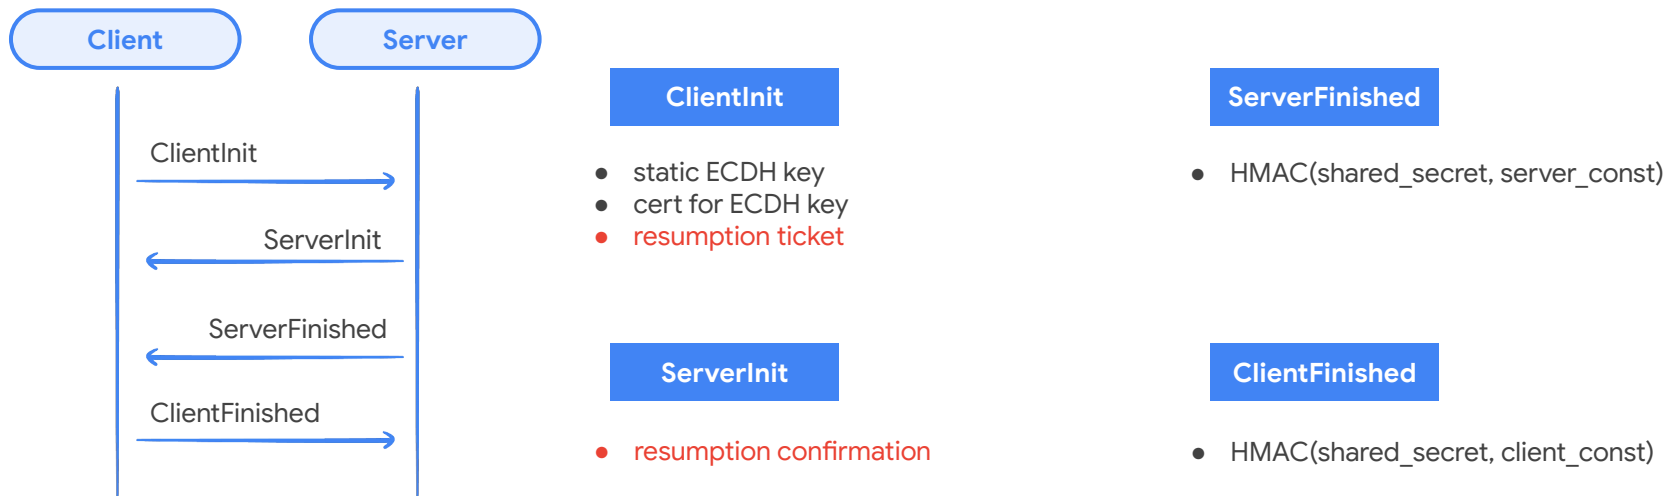 Client
Server
ClientInit
ServerInit
ServerFinished
ClientFinished
ClientInit
● static ECDH key
● cert for ECDH key
● resumption ticket
ServerInit
● resumption confirmation
ServerFinished
● HMAC(shared_secret, server_const)
ClientFinished
● HMAC(shared_secret, client_const)